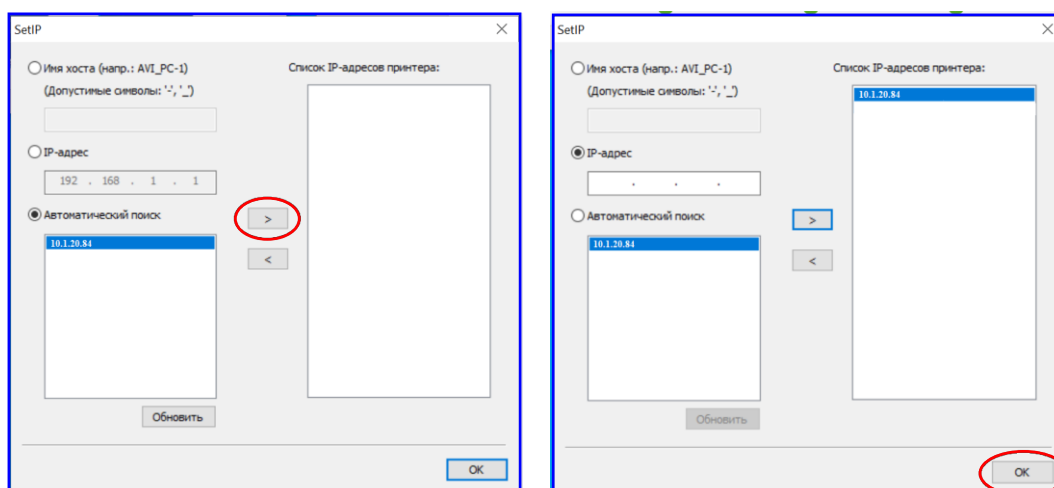 SetIP
Имя хоста (напр.: AVI_PC-1)
(Допустимые символы: '-', '_')
IP-адрес
192 . 168 . 1 . 1
Автоматический поиск
10.1.20.84
Обновить
Список IP-адресов принтера:
>
<
OK
SetIP
Имя хоста (напр.: AVI_PC-1)
(Допустимые символы: '-', '_')
IP-адрес
. . .
Автоматический поиск
10.1.20.84
Обновить
Список IP-адресов принтера:
10.1.20.84
>
<
OK